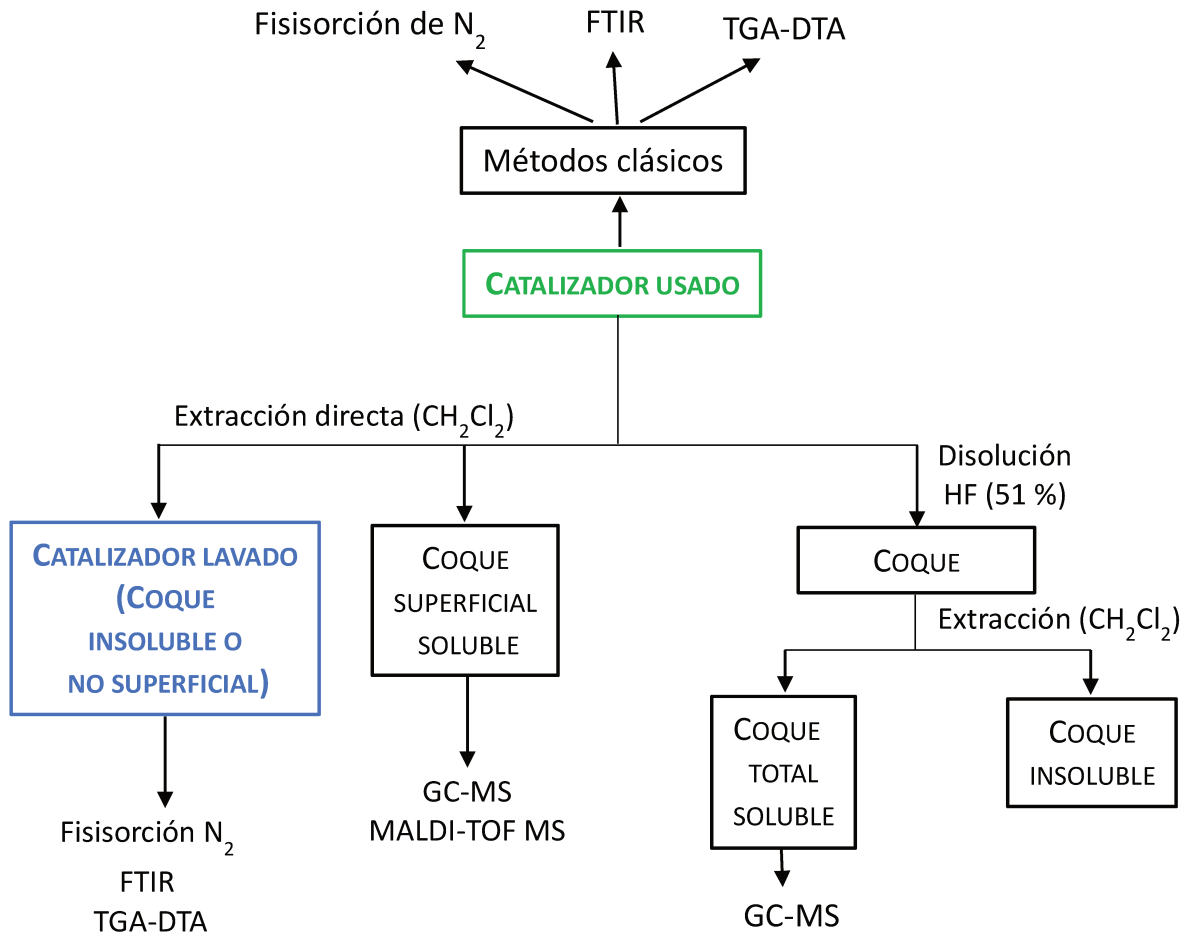 Fisisorción de N2
FTIR
TGA-DTA
Métodos clásicos
CATALIZADOR USADO
Extracción directa (CH2Cl2)
Disolución
HF (51 %)
CATALIZADOR LAVADO
(COQUE
INSOLUBLE O
NO SUPERFICIAL)
COQUE
SUPERFICIAL
SOLUBLE
COQUE
Extracción (CH2Cl2)
COQUE
TOTAL
SOLUBLE
COQUE
INSOLUBLE
Fisisorción N2
FTIR
TGA-DTA
GC-MS
MALDI-TOF MS
GC-MS